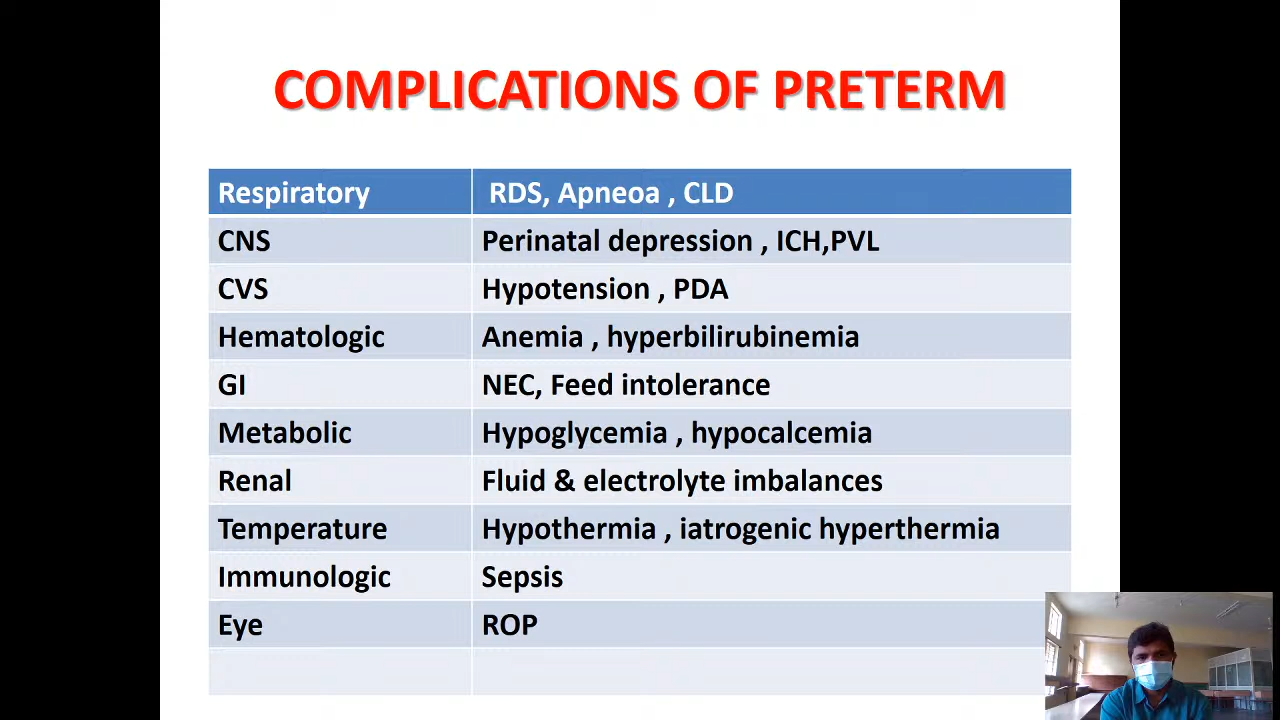 COMPLICATIONS OF PRETERM
Respiratory RDS, Apneoa , CLD
CNS Perinatal depression , ICH,PVL
CVS Hypotension , PDA
Hematologic Anemia , hyperbilirubinemia
GI NEC, Feed intolerance
Metabolic Hypoglycemia , hypocalcemia
Renal Fluid & electrolyte imbalances
Temperature Hypothermia , iatrogenic hyperthermia
Immunologic Sepsis
Eye ROP